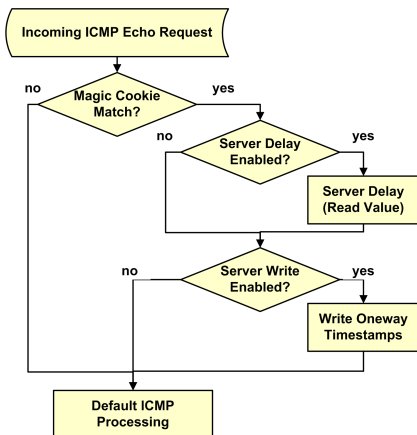 Incoming ICMP Echo Request
no
yes
Magic Cookie
Match?
no
yes
Server Delay
Enabled?
Server Delay
(Read Value)
no
yes
Server Write
Enabled?
Write Oneway
Timestamps
Default ICMP
Processing